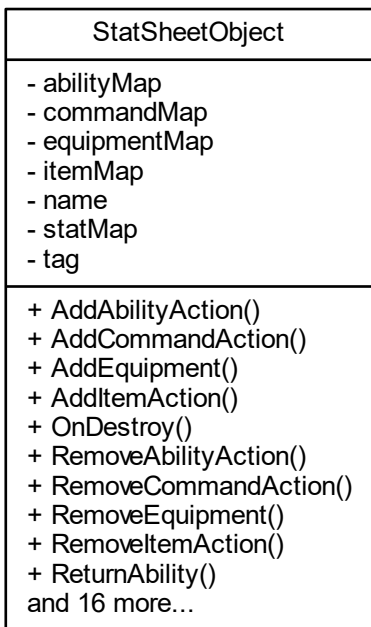 StatSheetObject
- abilityMap
- commandMap
- equipmentMap
- itemMap
- name
- statMap
- tag
+ AddAbilityAction()
+ AddCommandAction()
+ AddEquipment()
+ AddItemAction()
+ OnDestroy()
+ RemoveAbilityAction()
+ RemoveCommandAction()
+ RemoveEquipment()
+ RemoveItemAction()
+ ReturnAbility()
and 16 more...